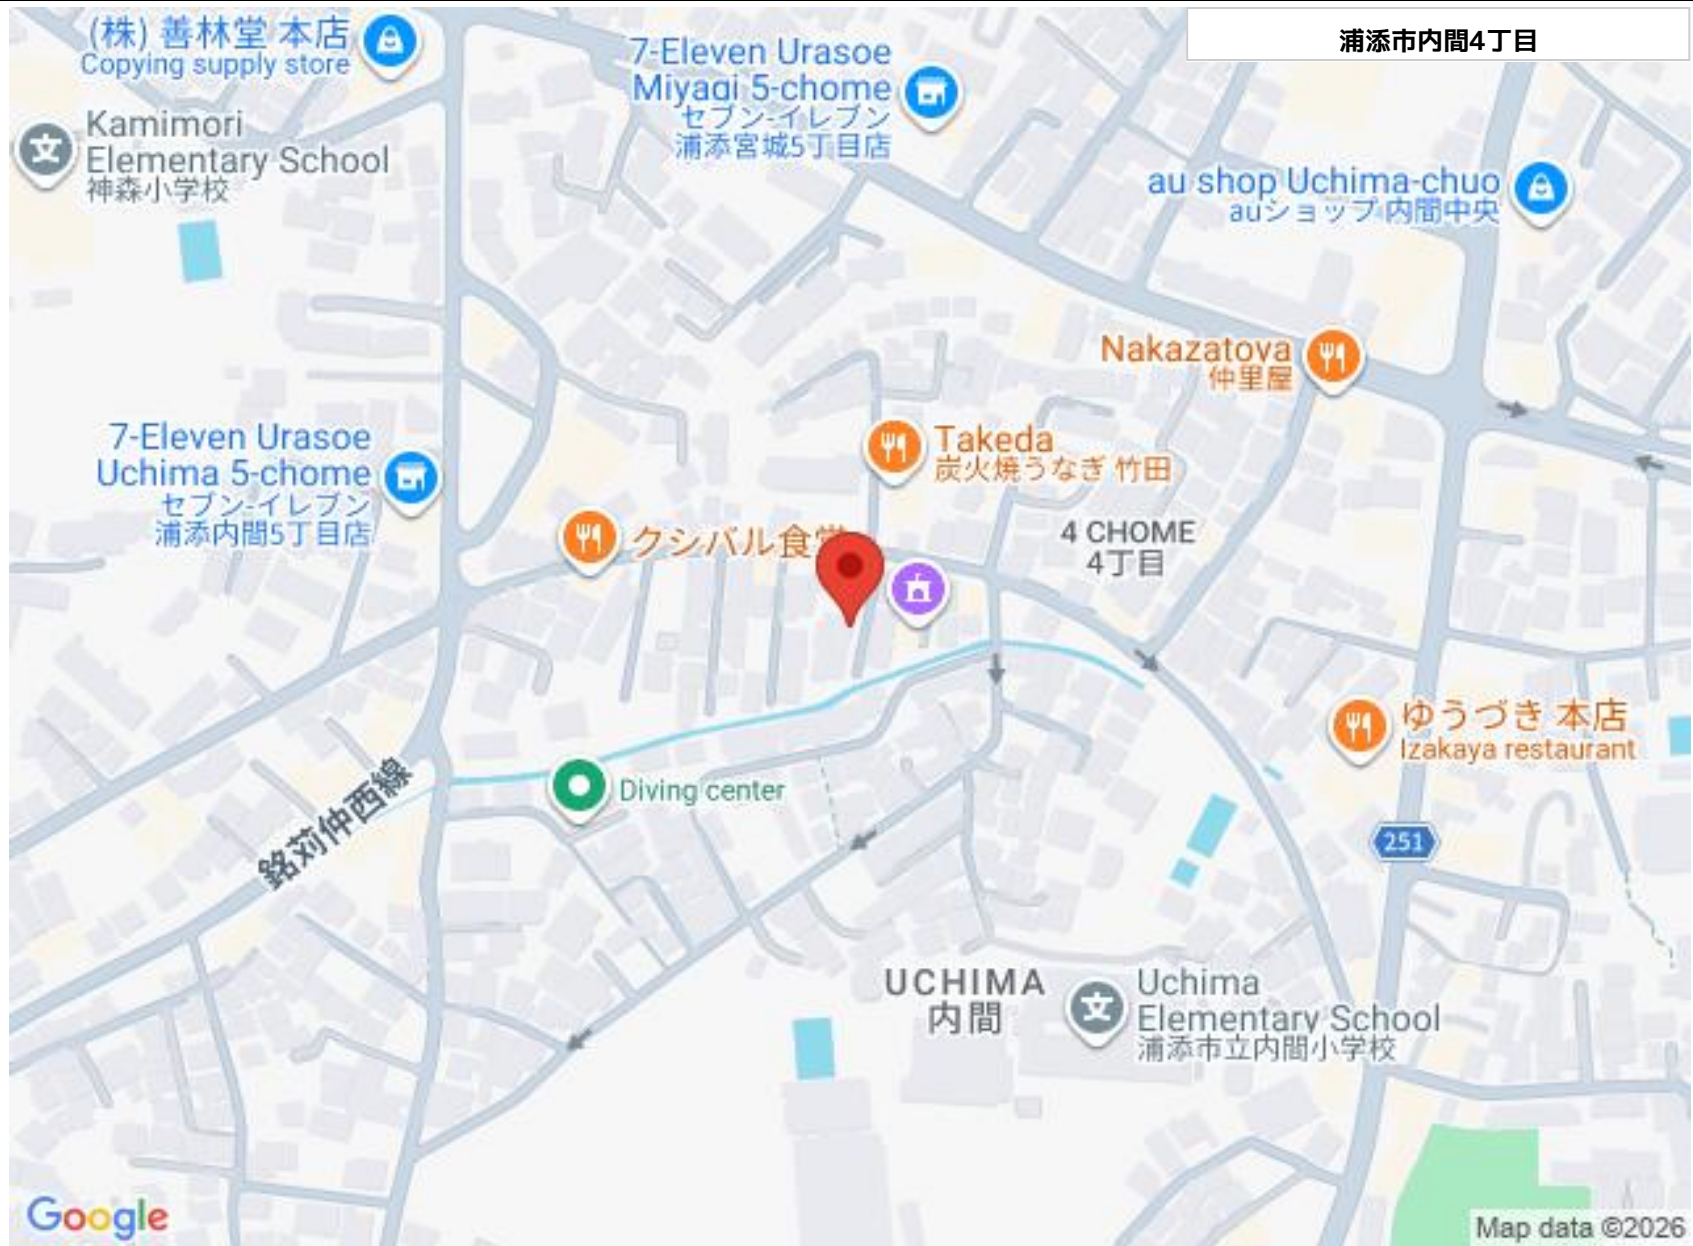 浦添市内間4丁目
(株) 善林堂 本店
Copying supply store
7-Eleven Urasoe
Miyagi 5-chome
セブン-イレブン
浦添宮城5丁目店
Kamimori
Elementary School
神森小学校
au shop Uchima-chuo
auショップ 内間中央
Nakazatoya
仲里屋
7-Eleven Urasoe
Uchima 5-chome
セブン-イレブン
浦添内間5丁目店
Takeda
炭火焼うなぎ 竹田
クシバル食堂
4 CHOME
4丁目
ゆうづき 本店
Izakaya restaurant
Diving center
銘苅仲西線
251
UCHIMA
内間
Uchima
Elementary School
浦添市立内間小学校
Google
Map data ©2026